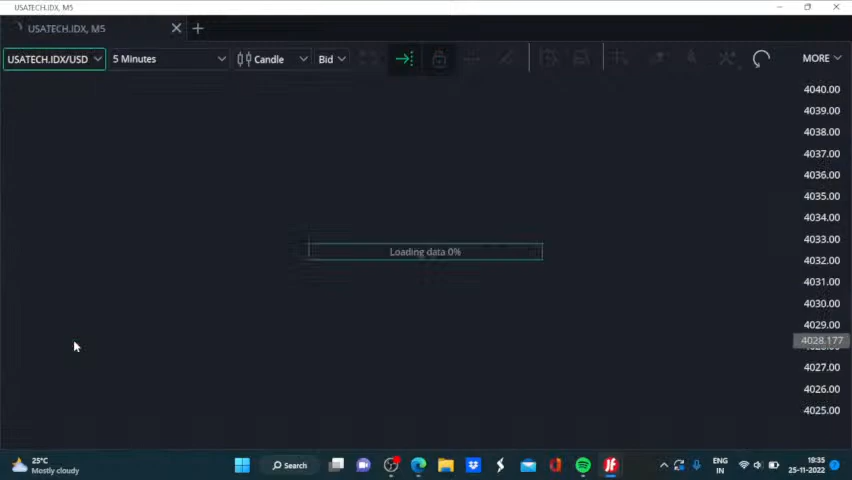 USATECH.IDX, M5
USATECH.IDX, M5
USATECH.IDX/USD
5 Minutes
Candle
Bid
MORE
4040.00
4039.00
4038.00
4037.00
4036.00
4035.00
4034.00
4033.00
4032.00
4031.00
4030.00
4029.00
4028.177
4027.00
4026.00
4025.00
Loading data 0%
25°C
Mostly cloudy
Search
JF
ENG
IN
19:35
25-11-2022